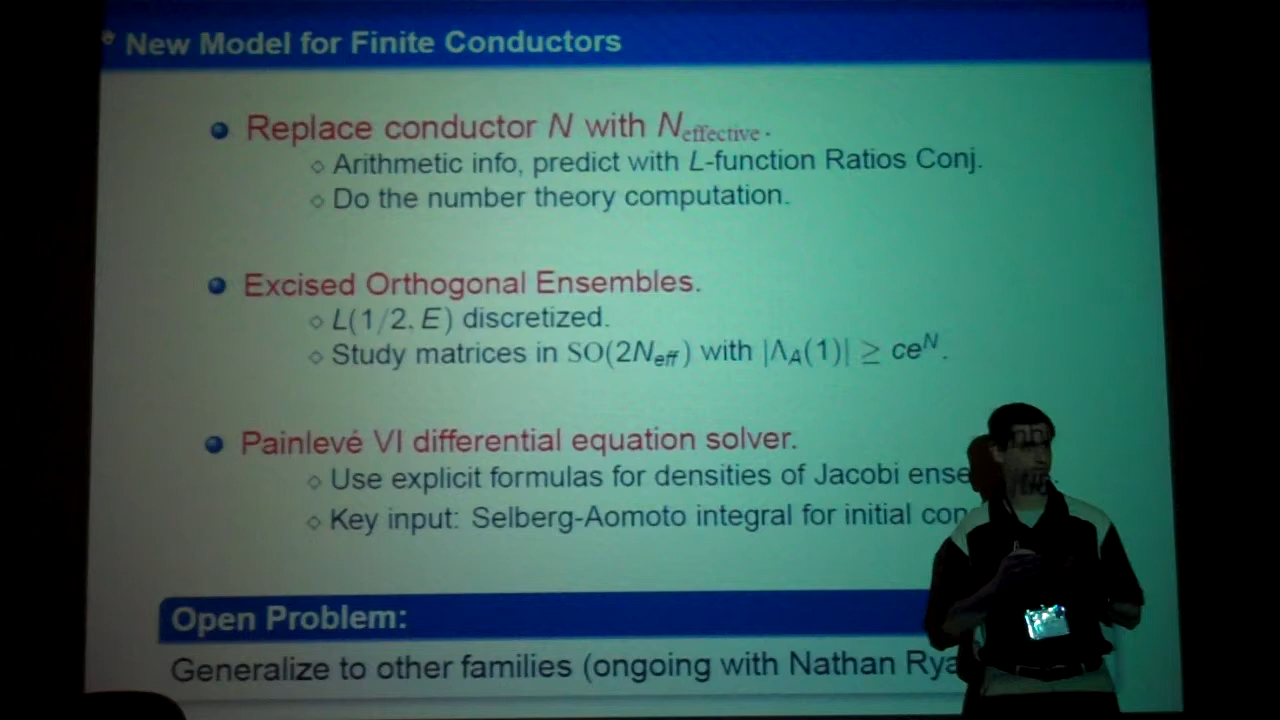 New Model for Finite Conductors
Replace conductor N with N_effective.
Arithmetic info, predict with L-function Ratios Conj.
Do the number theory computation.
Excised Orthogonal Ensembles.
L(1/2, E) discretized.
Study matrices in SO(2N_eff) with |Λ_A(1)| ≥ ce^N.
Painlevé VI differential equation solver.
Use explicit formulas for densities of Jacobi
Key input: Selberg-Aomoto integral for initial
Open Problem:
Generalize to other families (ongoing with Nathan